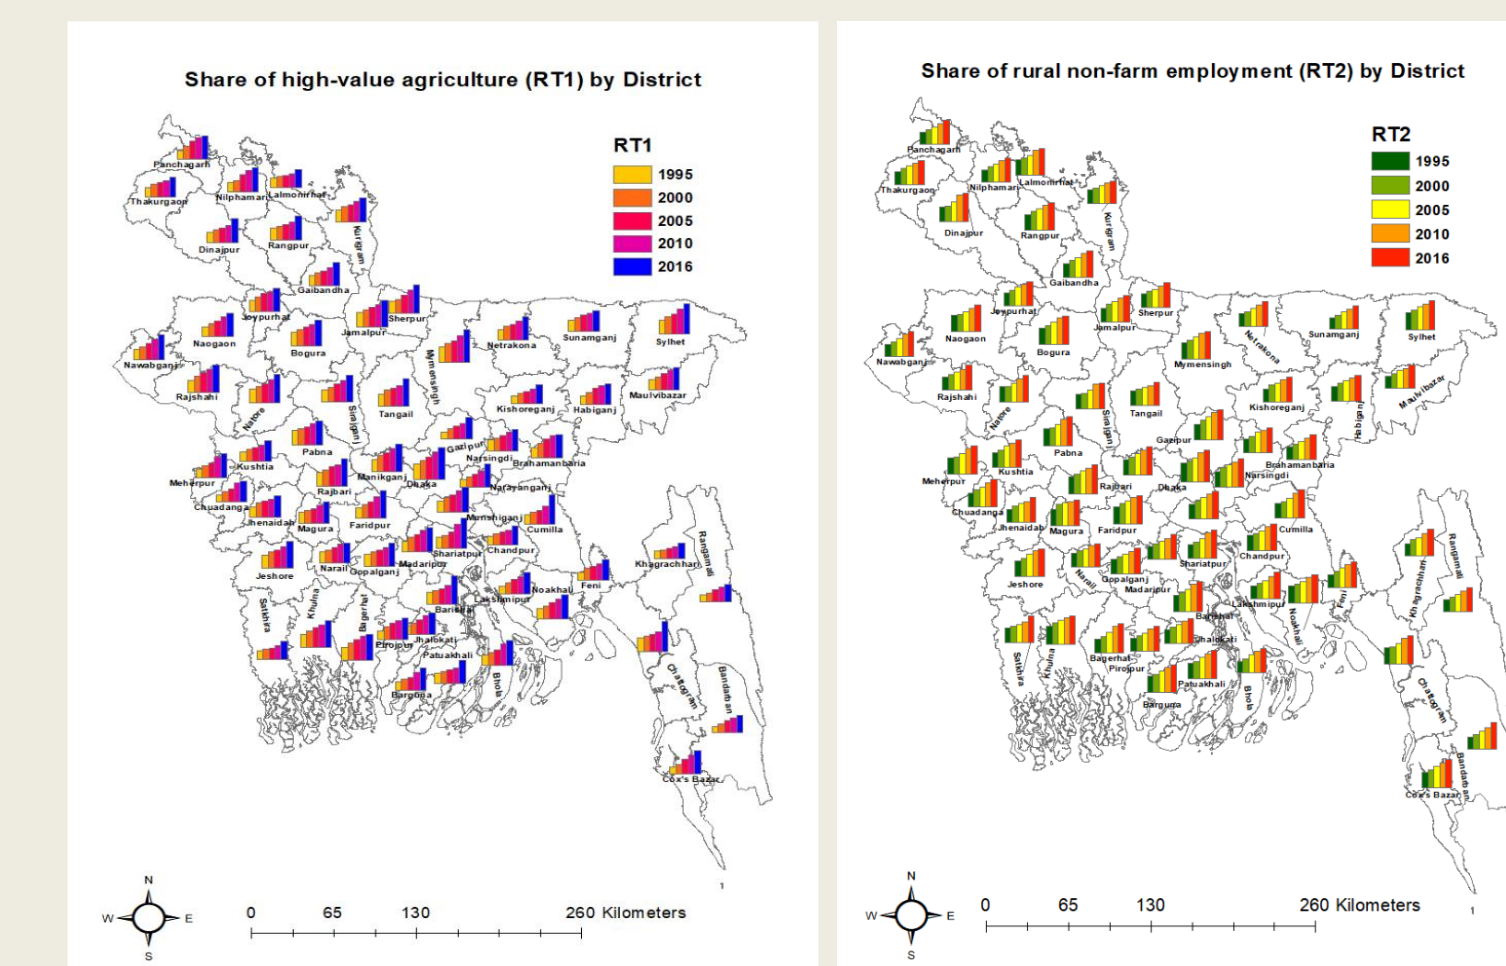 Share of high-value agriculture (RT1) by District
RT1
1995
2000
2005
2010
2016
Panchagarh
Thakurgaon
Nilphamari
Lalmonirhat
Dinajpur
Rangpur
Kurigram
Gaibandha
Joypurhat
Jamalpur
Sherpur
Naogaon
Bogura
Netrakona
Sunamganj
Sylhet
Nawabganj
Rajshahi
Natore
Sirajganj
Tangail
Mymensingh
Kishoreganj
Habiganj
Maulvibazar
Pabna
Gazipur
Narsingdi
Brahamanbaria
Kushtia
Meherpur
Rajbari
Manikganj
Dhaka
Narayanganj
Chuadanga
Jhenaidah
Magura
Faridpur
Munshiganj
Cumilla
Jeshore
Narail
Gopalganj
Madaripur
Shariatpur
Chandpur
Khagrachhari
Rangamali
Satkhira
Khulna
Bagerhat
Barishal
Lakshmipur
Noakhali
Feni
Pirojpur
Jhalokati
Patuakhali
Barguna
Bhola
Chattogram
Bandarban
Cox's Bazar
N
W
E
S
0 65 130 260 Kilometers
1
Share of rural non-farm employment (RT2) by District
RT2
1995
2000
2005
2010
2016
Panchagarh
Thakurgaon
Nilphamari
Lalmonirhat
Dinajpur
Rangpur
Kurigram
Gaibandha
Joypurhat
Jamalpur
Sherpur
Naogaon
Bogura
Netrakona
Sunamganj
Sylhet
Nawabganj
Mymensingh
Rajshahi
Natore
Sirajganj
Tangail
Kishoreganj
Habiganj
Maulvibazar
Pabna
Gazipur
Brahamanbaria
Narsingdi
Kushtia
Meherpur
Rajbari
Dhaka
Chuadanga
Jhenaidah
Magura
Faridpur
Cumilla
Jeshore
Narail
Gopalganj
Madaripur
Shariatpur
Chandpur
Khagrachhari
Rangamali
Satkhira
Khulna
Bagerhat
Pirojpur
Barishal
Jhalokati
Lakshmipur
Noakhali
Feni
Patuakhali
Barguna
Bhola
Chattogram
Bandarban
Cox's Bazar
N
W
E
S
0 65 130 260 Kilometers
1